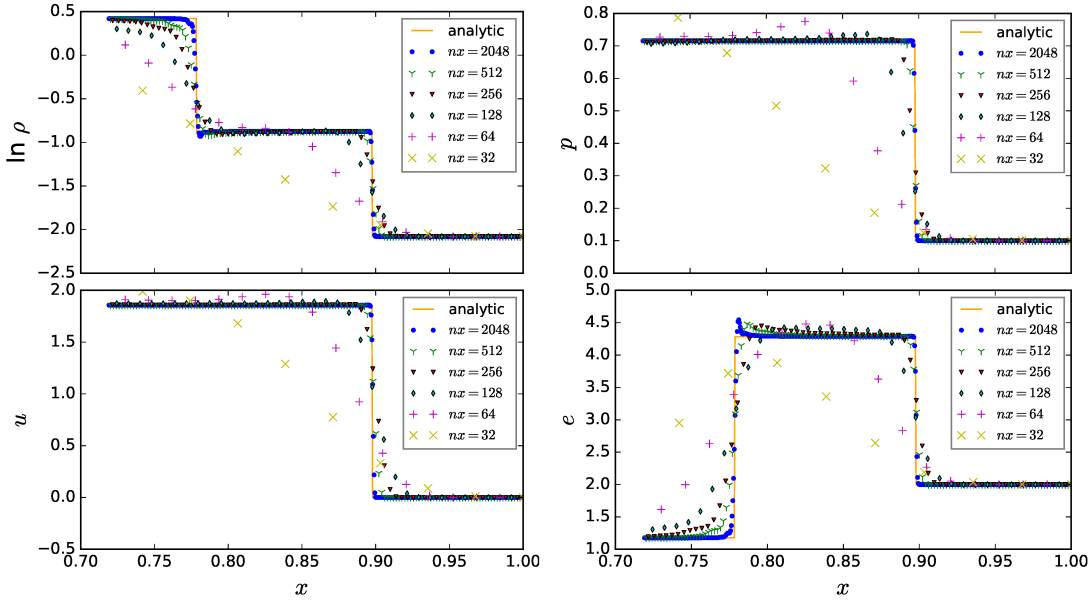 0.5
0.0
−0.5
−1.0
−1.5
−2.0
−2.5
ln ρ
analytic
nx = 2048
nx = 512
nx = 256
nx = 128
nx = 64
nx = 32
0.8
0.7
0.6
0.5
0.4
0.3
0.2
0.1
0.0
p
analytic
nx = 2048
nx = 512
nx = 256
nx = 128
nx = 64
nx = 32
2.0
1.5
1.0
0.5
0.0
−0.5
u
analytic
nx = 2048
nx = 512
nx = 256
nx = 128
nx = 64
nx = 32
0.70 0.75 0.80 0.85 0.90 0.95 1.00
x
5.0
4.5
4.0
3.5
3.0
2.5
2.0
1.5
1.0
e
analytic
nx = 2048
nx = 512
nx = 256
nx = 128
nx = 64
nx = 32
0.70 0.75 0.80 0.85 0.90 0.95 1.00
x